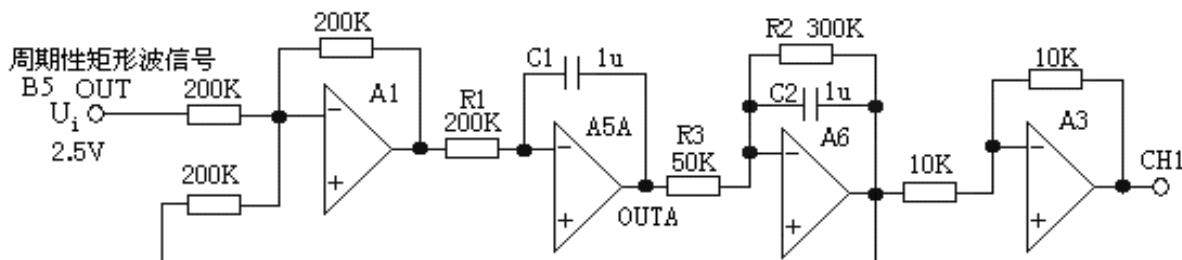 200K
R2 300K
周期性矩形波信号
B5 OUT
Ui
2.5V
200K
A1
R1
200K
C1 1u
A5A
R3
50K
OUTA
C2 1u
A6
10K
10K
A3
CH1
200K